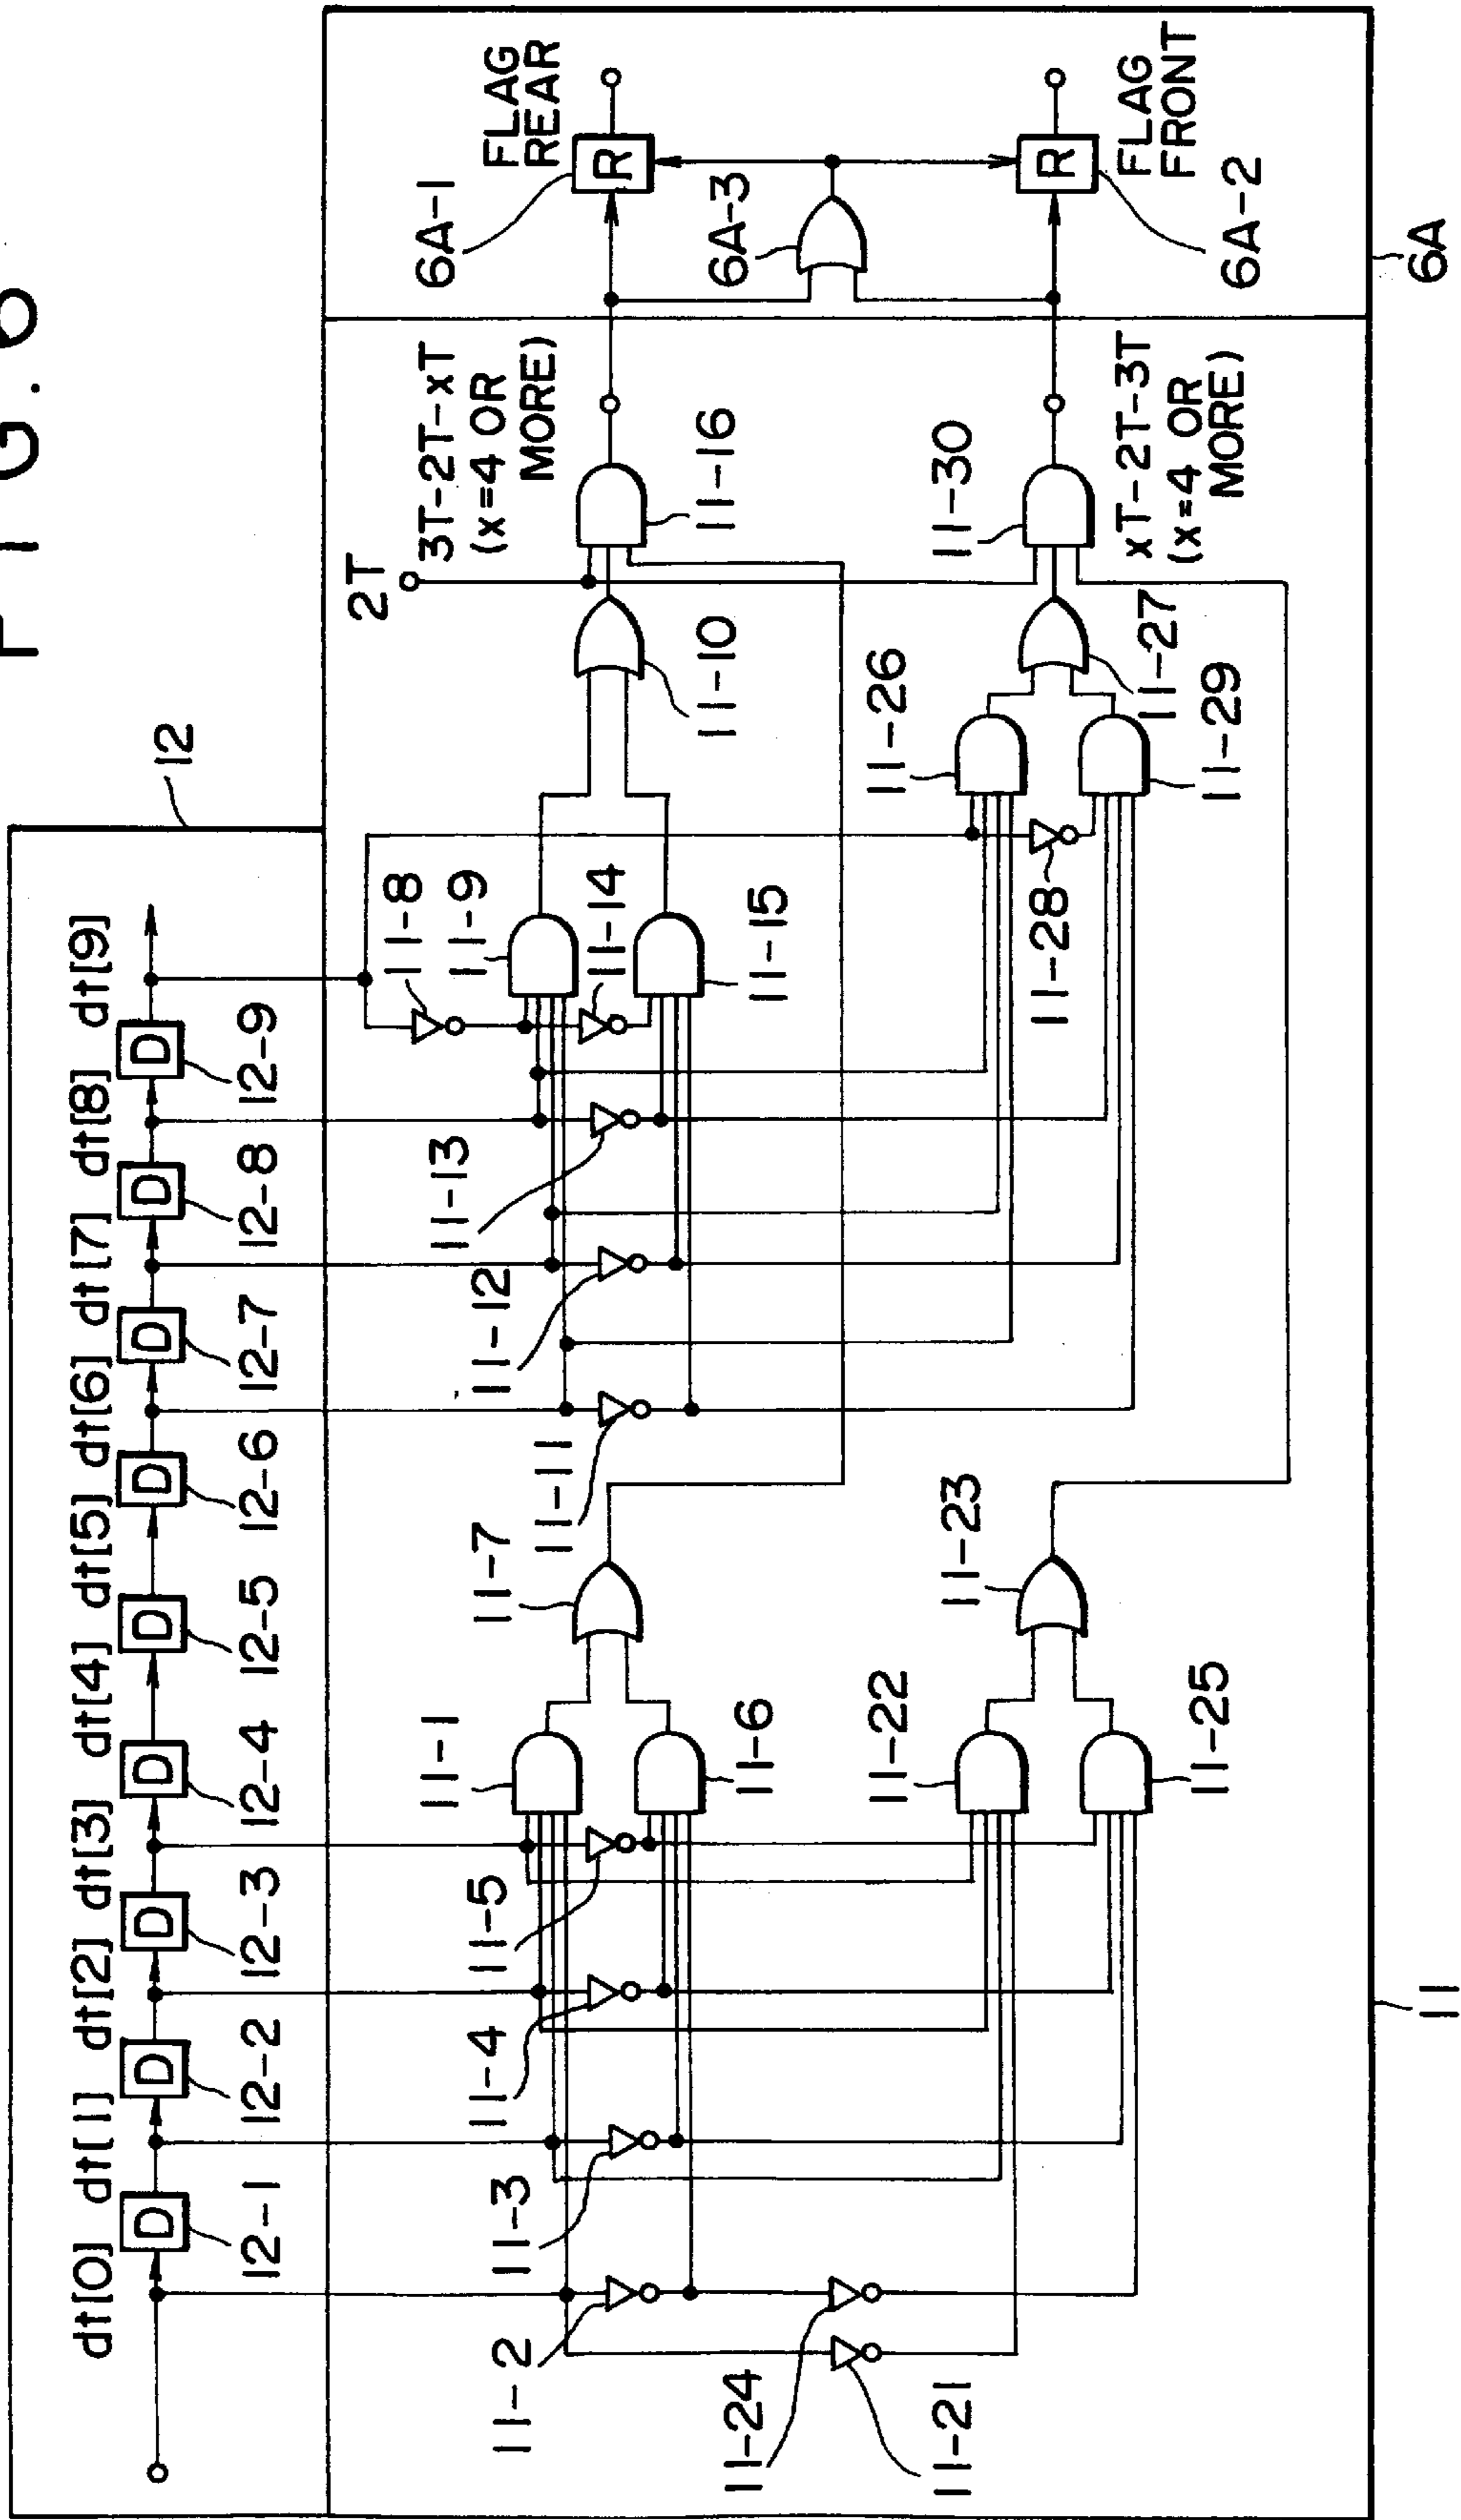 FIG. 6
12
dt[0] dt[1] dt[2] dt[3] dt[4] dt[5] dt[6] dt[7] dt[8] dt[9]
D D D D D D D D D
12-1 12-2 12-3 12-4 12-5 12-6 12-7 12-8 12-9
2T
11-1
11-2
11-3
11-4
11-5
11-6
11-7
11-8
11-9
11-10
11-11
11-12
11-13
11-14
11-15
11-16
3T-2T-xT
(x=4 OR
MORE)
11-21
11-22
11-23
11-24
11-25
11-26
11-27
11-28
11-29
11-30
xT-2T-3T
(x=4 OR
MORE)
6A-1
R
FLAG
REAR
6A-3
R
FLAG
FRONT
6A-2
11
6A